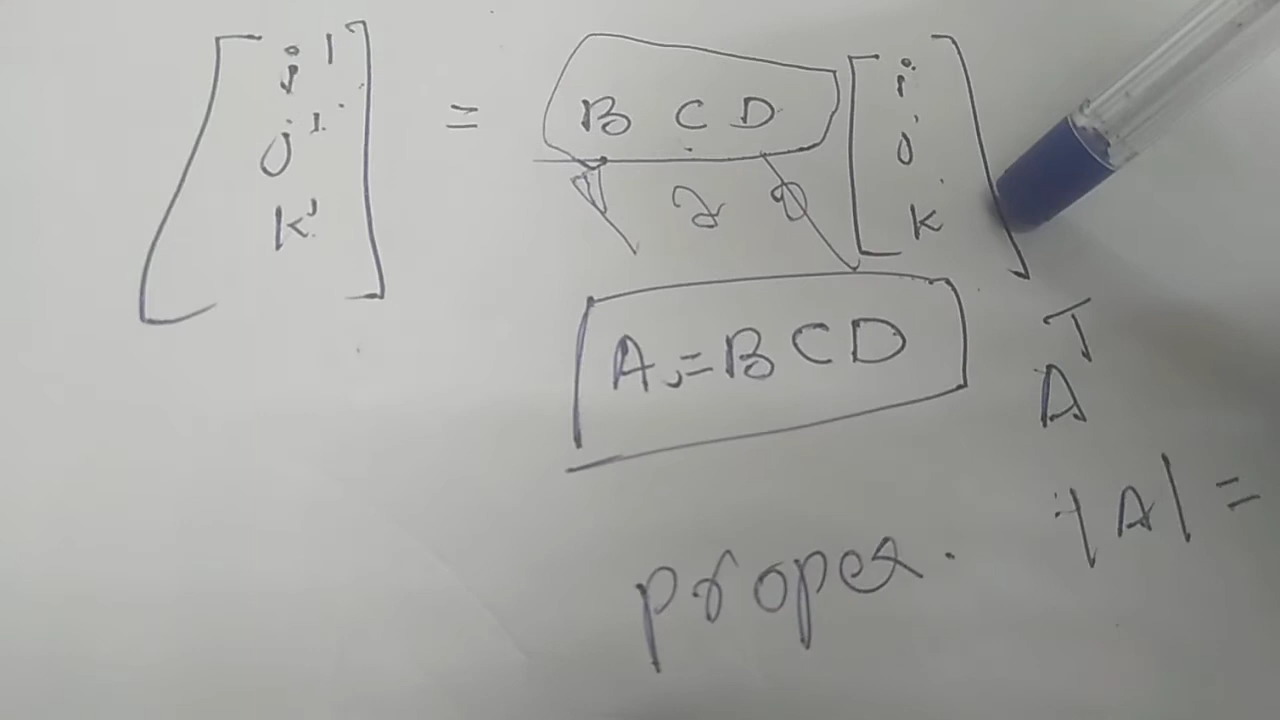 [ i' ] = B C D [ i ]
j' j
k' k
A = B C D
A^T
|A| =
proper.